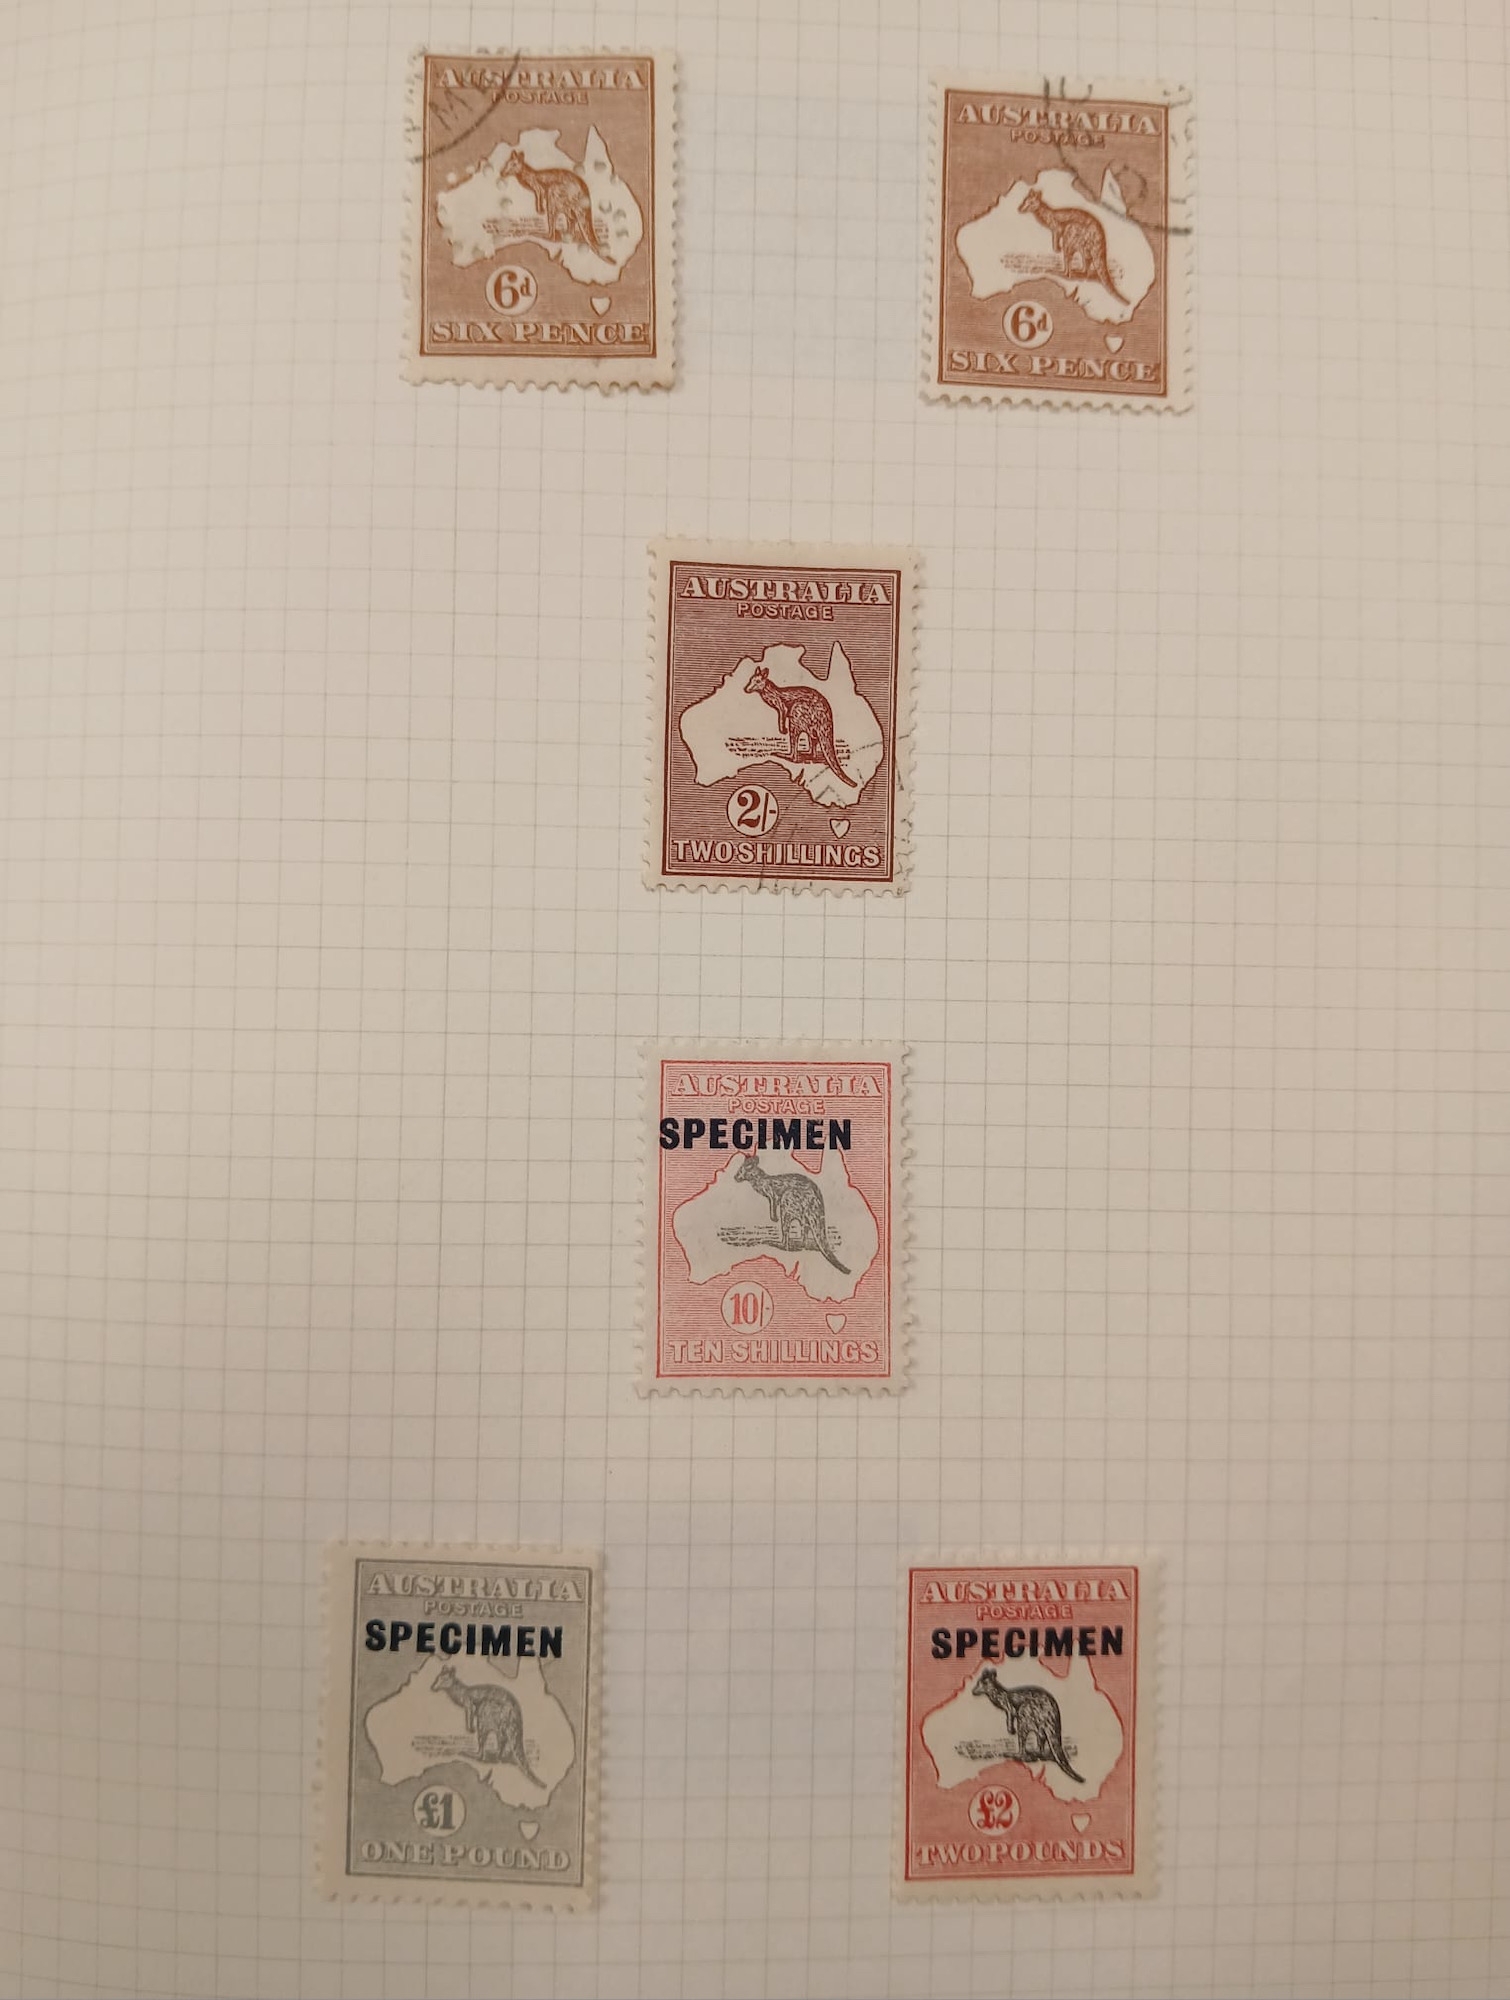 AUSTRALIA
POSTAGE
M
6d
SIX PENCE
AUSTRALIA
POSTAGE
6d
SIX PENCE
AUSTRALIA
POSTAGE
2/-
TWO SHILLINGS
AUSTRALIA
POSTAGE
SPECIMEN
10/-
TEN SHILLINGS
AUSTRALIA
POSTAGE
SPECIMEN
£1
ONE POUND
AUSTRALIA
POSTAGE
SPECIMEN
£2
TWO POUNDS